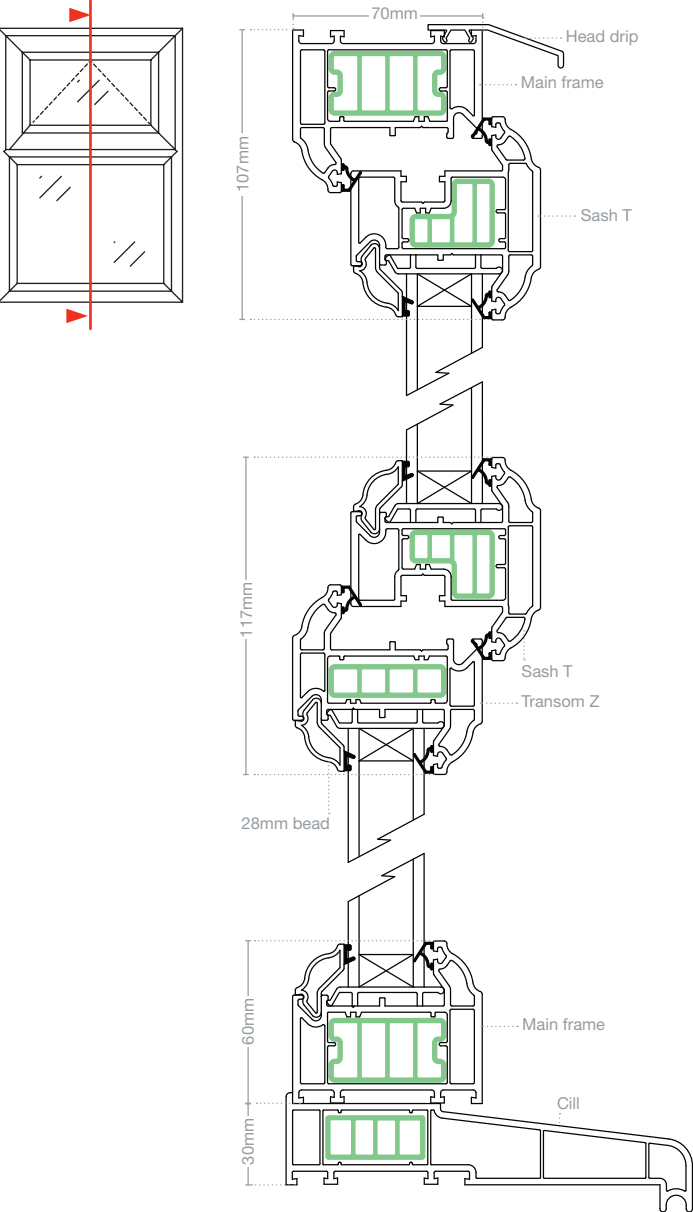 70mm
Head drip
Main frame
107mm
Sash T
117mm
Sash T
Transom Z
28mm bead
60mm
Main frame
Cill
30mm